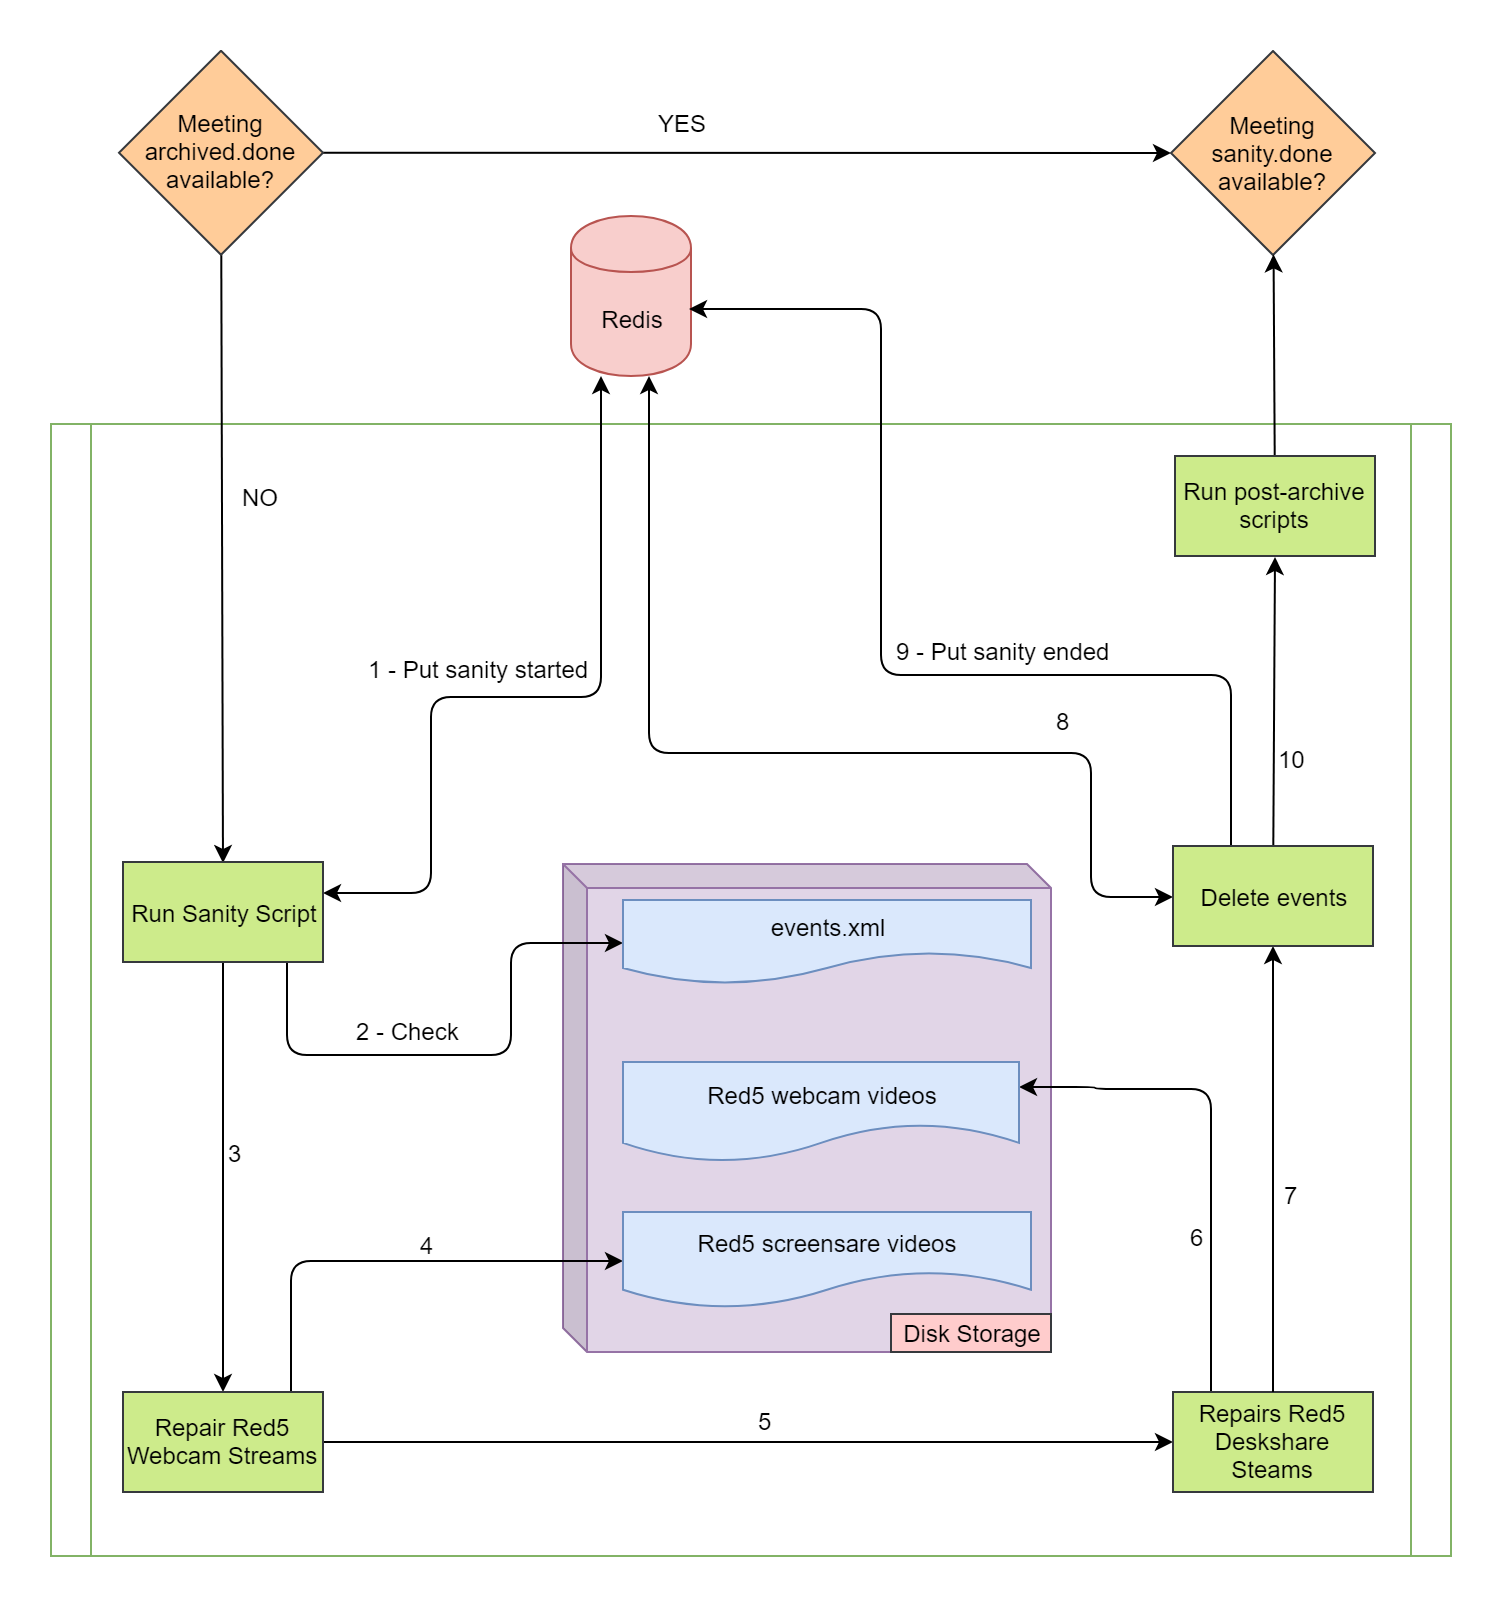 Meeting
archived.done
available?
YES
Meeting
sanity.done
available?
Redis
NO
Run post-archive
scripts
1 - Put sanity started
9 - Put sanity ended
8
10
Run Sanity Script
Delete events
events.xml
2 - Check
Red5 webcam videos
3
7
6
4
Red5 screensare videos
Disk Storage
Repair Red5
Webcam Streams
5
Repairs Red5
Deskshare
Steams